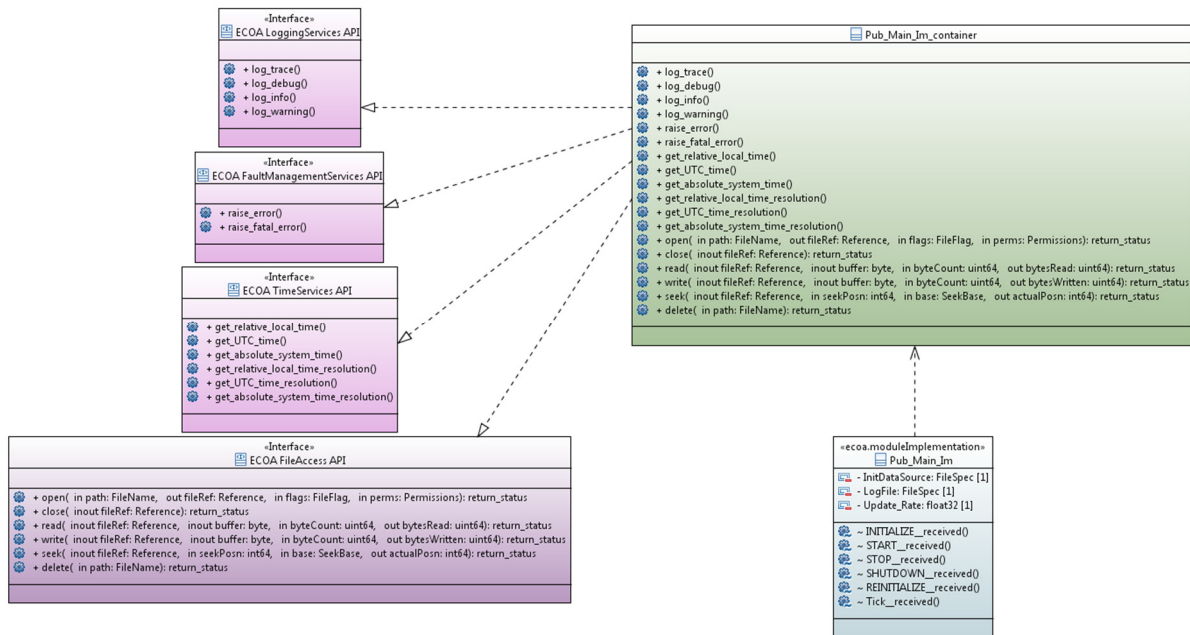 «Interface»
ECOA LoggingServices API
+ log_trace()
+ log_debug()
+ log_info()
+ log_warning()
«Interface»
ECOA FaultManagementServices API
+ raise_error()
+ raise_fatal_error()
«Interface»
ECOA TimeServices API
+ get_relative_local_time()
+ get_UTC_time()
+ get_absolute_system_time()
+ get_relative_local_time_resolution()
+ get_UTC_time_resolution()
+ get_absolute_system_time_resolution()
«Interface»
ECOA FileAccess API
+ open( in path: FileName, out fileRef: Reference, in flags: FileFlag, in perms: Permissions): return_status
+ close( inout fileRef: Reference): return_status
+ read( inout fileRef: Reference, inout buffer: byte, in byteCount: uint64, out bytesRead: uint64): return_status
+ write( inout fileRef: Reference, inout buffer: byte, in byteCount: uint64, out bytesWritten: uint64): return_status
+ seek( inout fileRef: Reference, in seekPosn: int64, in base: SeekBase, out actualPosn: int64): return_status
+ delete( in path: FileName): return_status
Pub_Main_Im_container
+ log_trace()
+ log_debug()
+ log_info()
+ log_warning()
+ raise_error()
+ raise_fatal_error()
+ get_relative_local_time()
+ get_UTC_time()
+ get_absolute_system_time()
+ get_relative_local_time_resolution()
+ get_UTC_time_resolution()
+ get_absolute_system_time_resolution()
+ open( in path: FileName, out fileRef: Reference, in flags: FileFlag, in perms: Permissions): return_status
+ close( inout fileRef: Reference): return_status
+ read( inout fileRef: Reference, inout buffer: byte, in byteCount: uint64, out bytesRead: uint64): return_status
+ write( inout fileRef: Reference, inout buffer: byte, in byteCount: uint64, out bytesWritten: uint64): return_status
+ seek( inout fileRef: Reference, in seekPosn: int64, in base: SeekBase, out actualPosn: int64): return_status
+ delete( in path: FileName): return_status
«ecoa.moduleImplementation»
Pub_Main_Im
- InitDataSource: FileSpec [1]
- LogFile: FileSpec [1]
- Update_Rate: float32 [1]
~ INITIALIZE__received()
~ START__received()
~ STOP__received()
~ SHUTDOWN__received()
~ REINITIALIZE__received()
~ Tick__received()